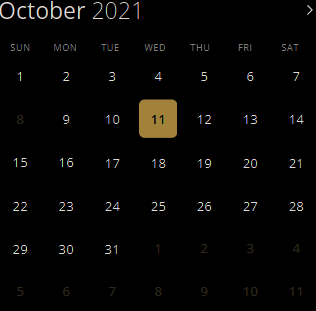 October 2021
SUN MON TUE WED THU FRI SAT
1 2 3 4 5 6 7
8 9 10 11 12 13 14
15 16 17 18 19 20 21
22 23 24 25 26 27 28
29 30 31 1 2 3 4
5 6 7 8 9 10 11